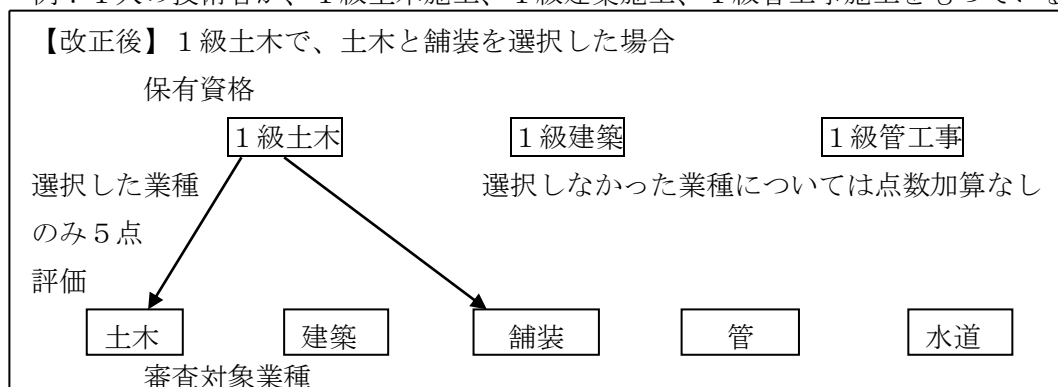 例：１人の技術者が、１級土木施工、１級建築施工、１級管工事施工をもっている
【改正後】１級土木で、土木と舗装を選択した場合
保有資格
１級土木 １級建築 １級管工事
選択した業種 選択しなかった業種については点数加算なし
のみ５点
評価
土木 建築 舗装 管 水道
審査対象業種